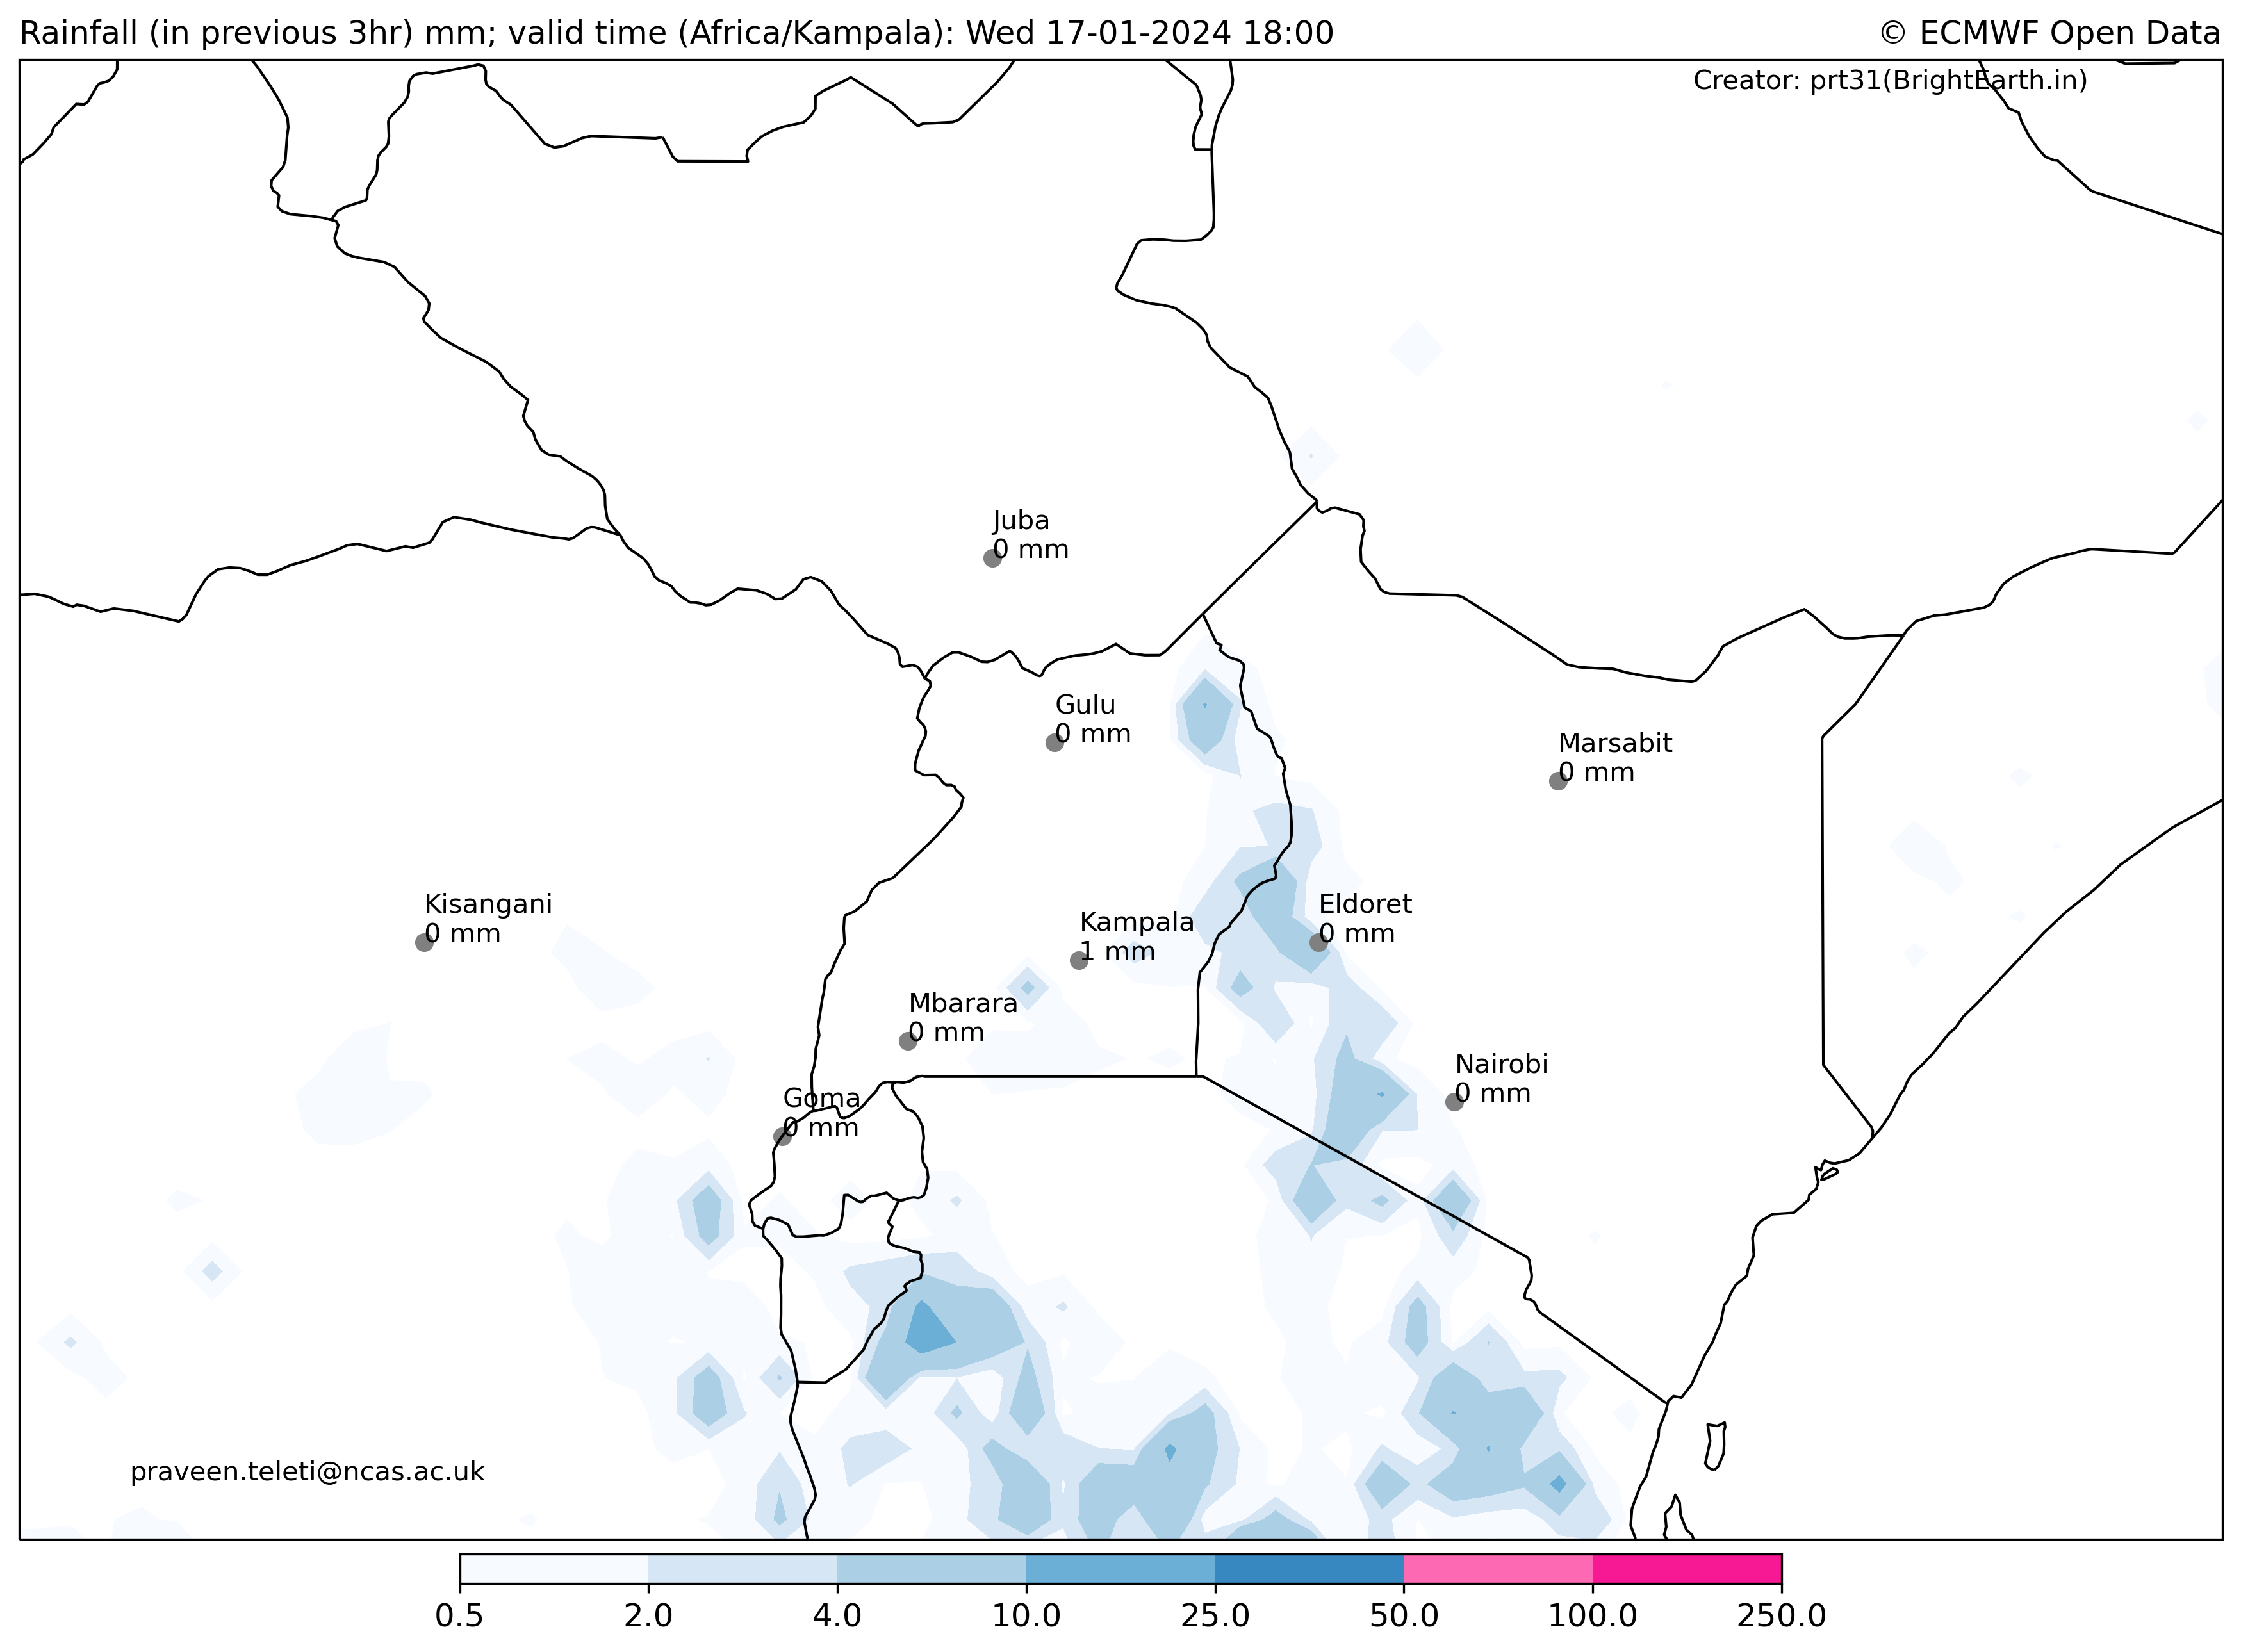 Rainfall (in previous 3hr) mm; valid time (Africa/Kampala): Wed 17-01-2024 18:00
© ECMWF Open Data
Creator: prt31(BrightEarth.in)
Juba
0 mm
Gulu
0 mm
Marsabit
0 mm
Kisangani
0 mm
Kampala
1 mm
Eldoret
0 mm
Mbarara
0 mm
Nairobi
0 mm
Goma
0 mm
praveen.teleti@ncas.ac.uk
0.5 2.0 4.0 10.0 25.0 50.0 100.0 250.0